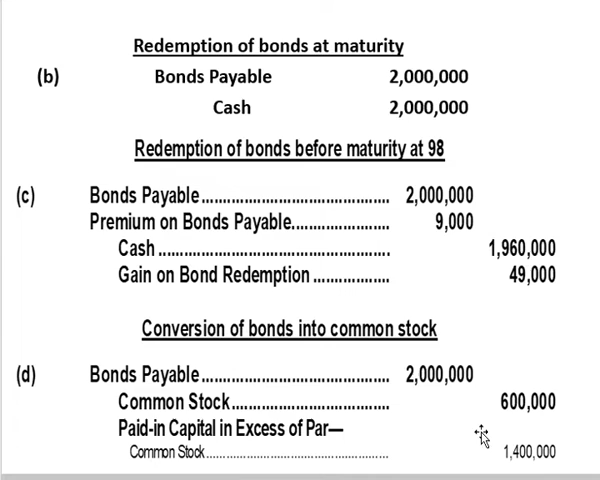 Redemption of bonds at maturity
(b) Bonds Payable 2,000,000
Cash 2,000,000
Redemption of bonds before maturity at 98
(c) Bonds Payable........................................ 2,000,000
Premium on Bonds Payable...................... 9,000
Cash ................................................ 1,960,000
Gain on Bond Redemption ................... 49,000
Conversion of bonds into common stock
(d) Bonds Payable........................................ 2,000,000
Common Stock.................................. 600,000
Paid-in Capital in Excess of Par—
Common Stock.................................................... 1,400,000